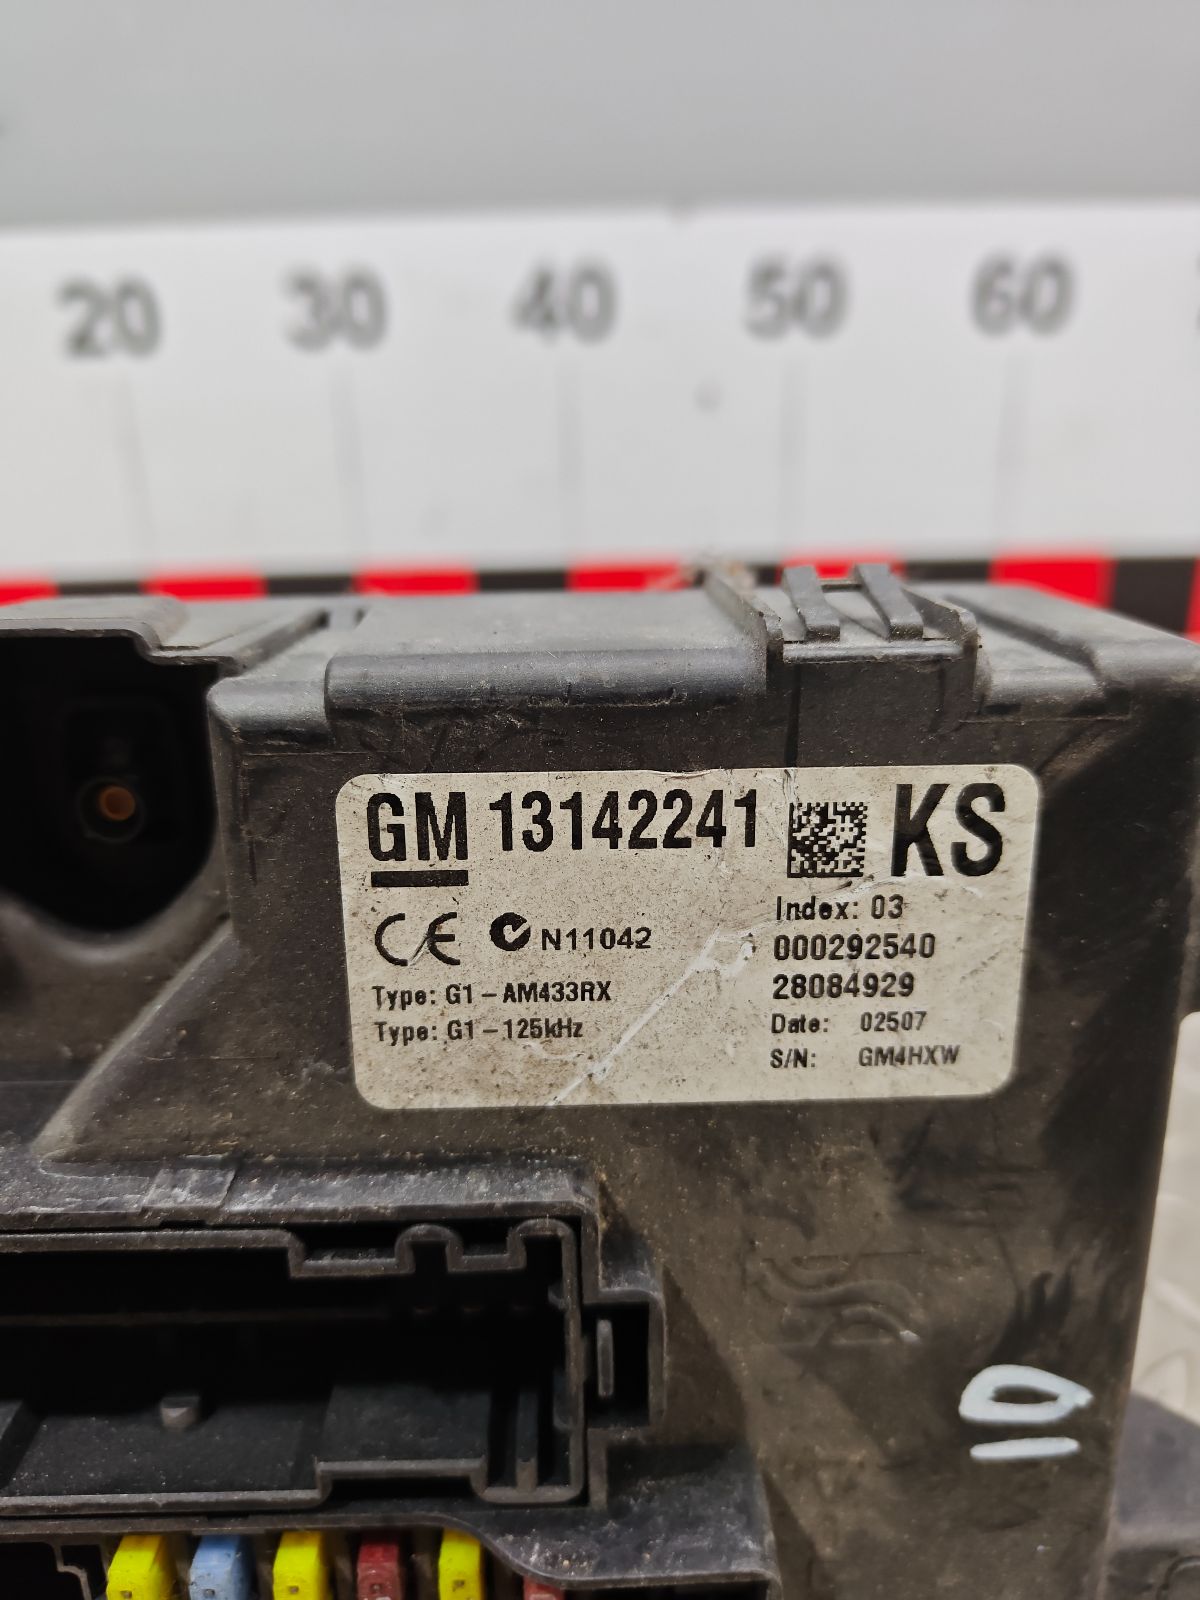 20 30 40 50 60
GM 13142241 KS
CE N11042
Index: 03
000292540
Type: G1-AM433RX
28084929
Type: G1-125kHz
Date: 02507
S/N: GM4HXW
10